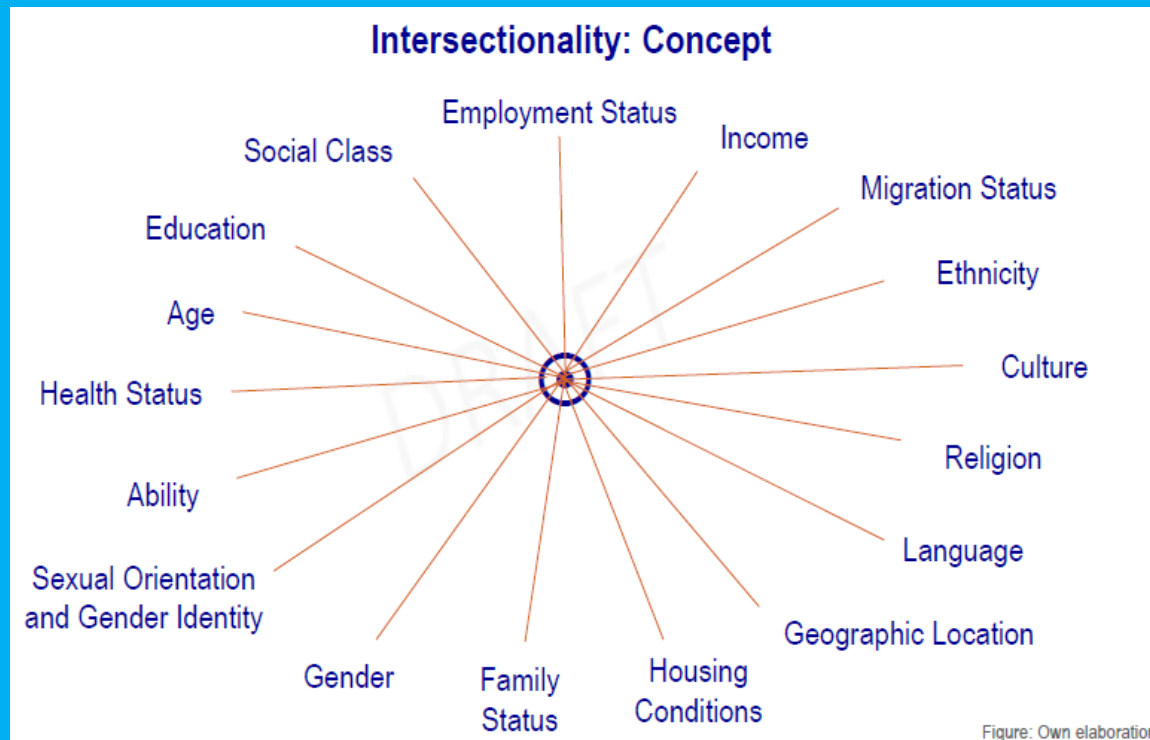 Intersectionality: Concept
Employment Status
Income
Social Class
Migration Status
Education
Ethnicity
Age
Culture
Health Status
Religion
Ability
Language
Sexual Orientation
and Gender Identity
Geographic Location
Gender
Family
Status
Housing
Conditions
DRAFT
Figure: Own elaboration